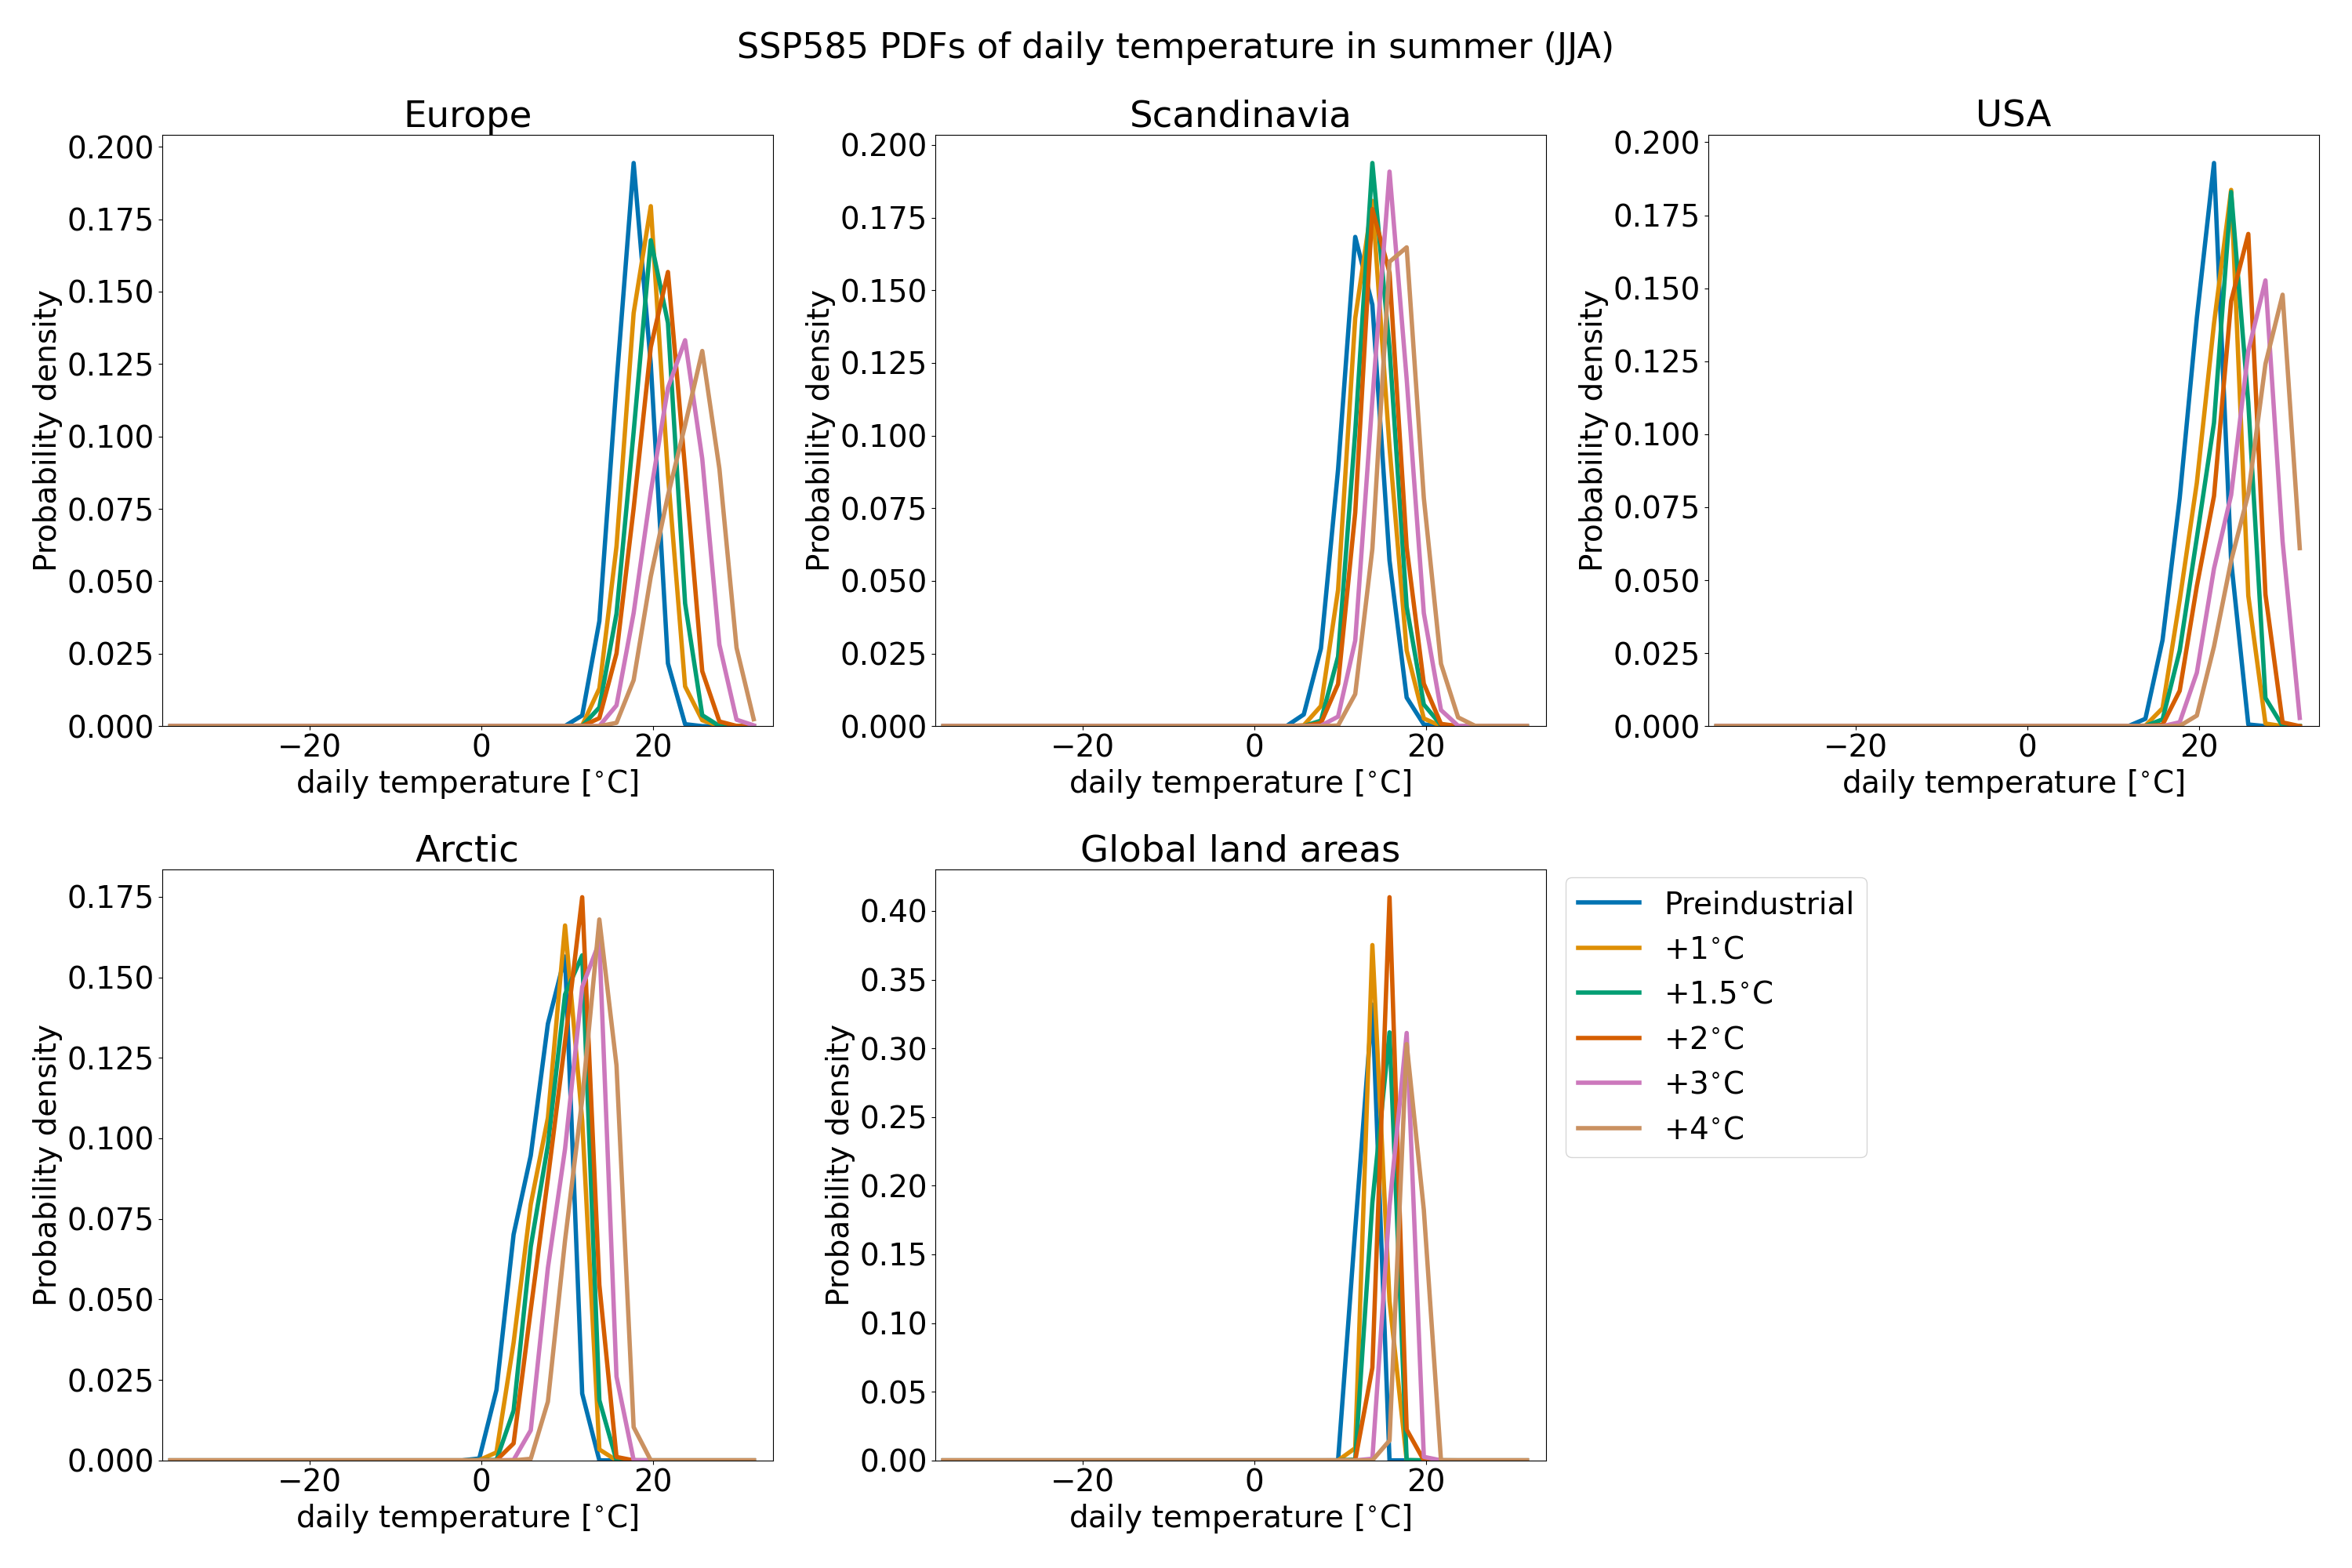 SSP585 PDFs of daily temperature in summer (JJA)
Europe
Probability density
0.200
0.175
0.150
0.125
0.100
0.075
0.050
0.025
0.000
−20 0 20
daily temperature [°C]
Scandinavia
Probability density
0.200
0.175
0.150
0.125
0.100
0.075
0.050
0.025
0.000
−20 0 20
daily temperature [°C]
USA
Probability density
0.200
0.175
0.150
0.125
0.100
0.075
0.050
0.025
0.000
−20 0 20
daily temperature [°C]
Arctic
Probability density
0.175
0.150
0.125
0.100
0.075
0.050
0.025
0.000
−20 0 20
daily temperature [°C]
Global land areas
Probability density
0.40
0.35
0.30
0.25
0.20
0.15
0.10
0.05
0.00
−20 0 20
daily temperature [°C]
Preindustrial
+1°C
+1.5°C
+2°C
+3°C
+4°C